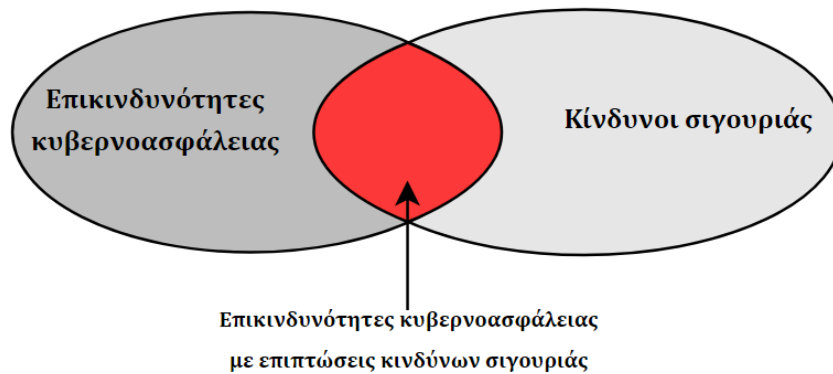 Επικινδυνότητες
κυβερνοασφάλειας
Κίνδυνοι σιγουριάς
Επικινδυνότητες κυβερνοασφάλειας
με επιπτώσεις κινδύνων σιγουριάς